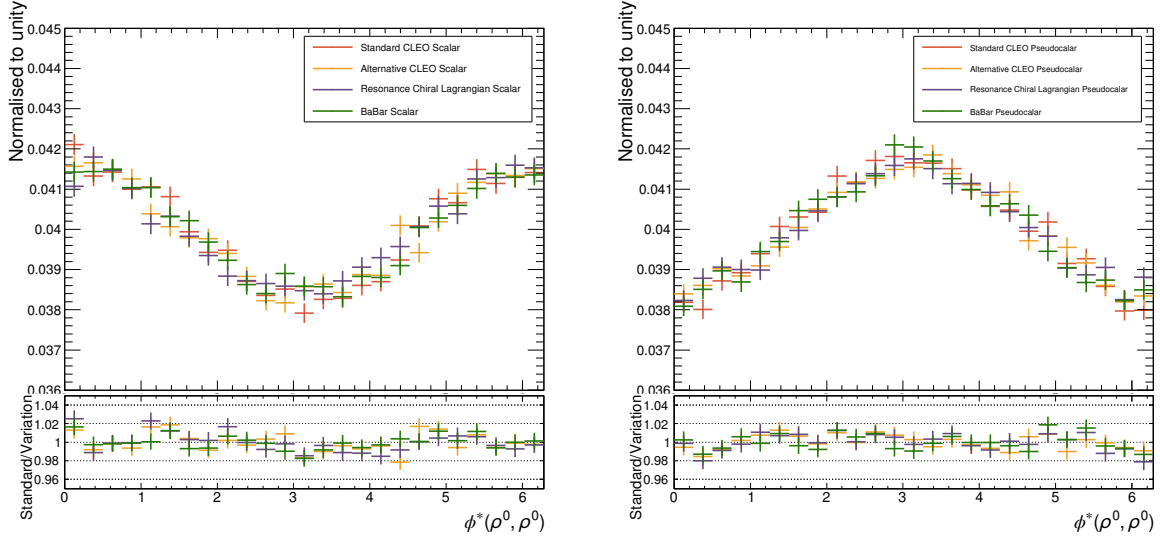 Normalised to unity
0.045
0.044
0.043
0.042
0.041
0.04
0.039
0.038
0.037
0.036
Standard CLEO Scalar
Alternative CLEO Scalar
Resonance Chiral Lagrangian Scalar
BaBar Scalar
Standard/Variation
1.04
1.02
1
0.98
0.96
0 1 2 3 4 5 6
ϕ*(ρ⁰, ρ⁰)
Normalised to unity
0.045
0.044
0.043
0.042
0.041
0.04
0.039
0.038
0.037
0.036
Standard CLEO Pseudocalar
Alternative CLEO Pseudocalar
Resonance Chiral Lagrangian Pseudocalar
BaBar Pseudocalar
Standard/Variation
1.04
1.02
1
0.98
0.96
0 1 2 3 4 5 6
ϕ*(ρ⁰, ρ⁰)